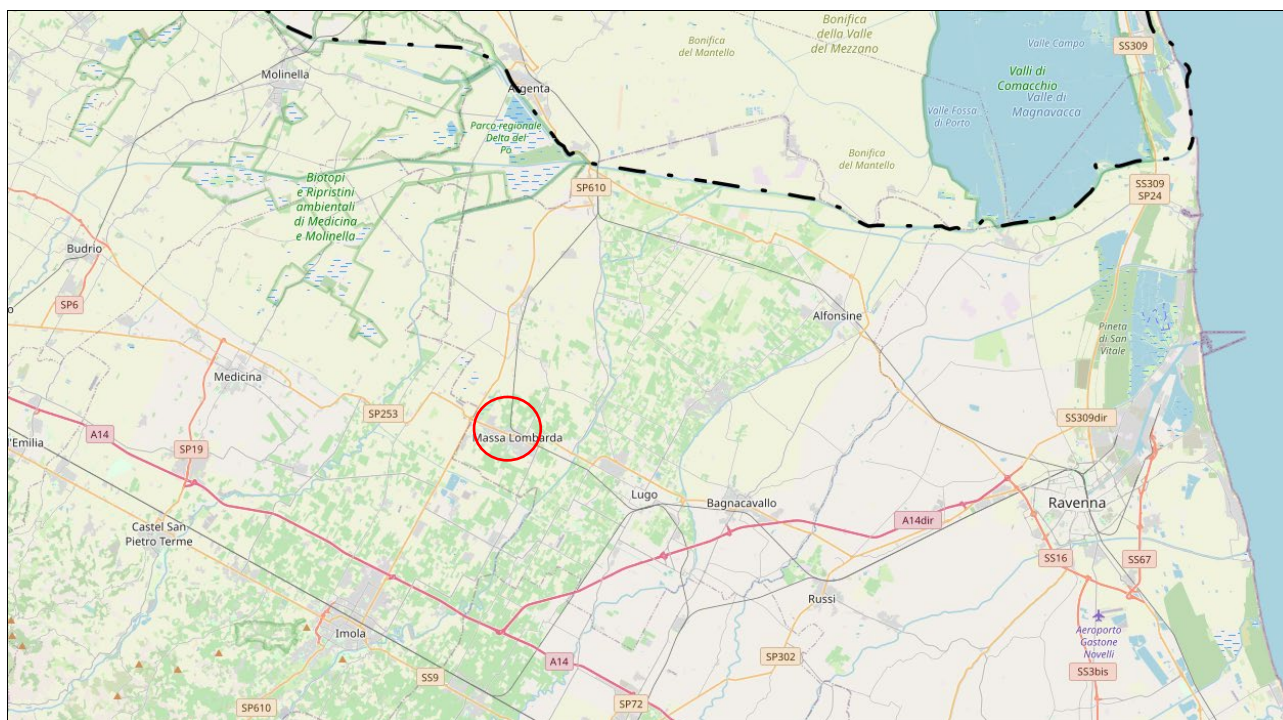 Bonifica
della Valle
del Mezzano
SS309
Bonifica
del Mantello
Valle Campo
Molinella
Valli di
Comacchio
Valle di
Magnavacca
Argenta
Valle Fossa
di Porto
Parco regionale
Delta del
Po
Bonifica
del Mantello
Biotopi
e Ripristini
ambientali
di Medicina
e Molinella
SP610
SS309
SP24
Budrio
SP6
Alfonsine
Pineta
di San
Vitale
Medicina
SP253
SS309dir
A14
Massa Lombarda
l'Emilia
SP19
Lugo
Bagnacavallo
Ravenna
A14dir
Castel San
Pietro Terme
SS16
SS67
Russi
Imola
Aeroporto
Gastone
Novelli
SP302
A14
SS9
SS3bis
SP610
SP72